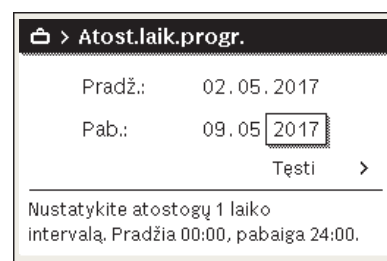 > Atost.laik.progr.
Pradž.: 02.05.2017
Pab.: 09.05 2017
Tęsti >
Nustatykite atostogų 1 laiko
intervalą. Pradžia 00:00, pabaiga 24:00.